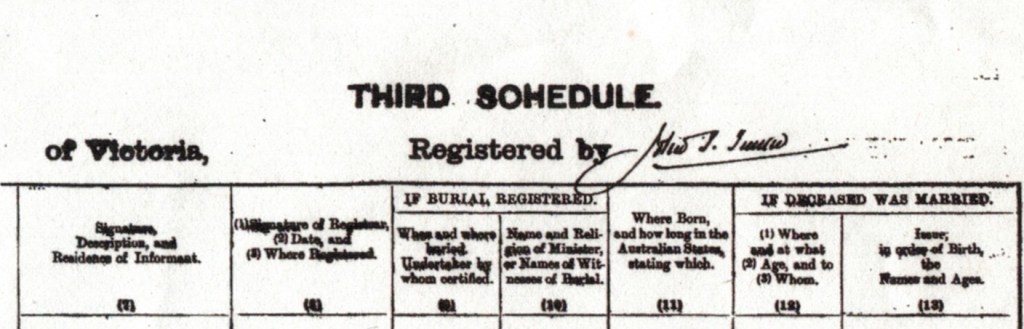 THIRD SCHEDULE.
of Victoria, Registered by
IF BURIAL REGISTERED.
IF DECEASED WAS MARRIED.
Signature,
Description, and
Residence of Informant.
(7)
(1) Signature of Registrar,
(2) Date, and
(3) Where Registered.
(8)
When and where
buried.
Undertaker by
whom certified.
(9)
Name and Reli-
gion of Minister,
or Names of Wit-
nesses of Burial.
(10)
Where Born,
and how long in the
Australian States,
stating which.
(11)
(1) Where
and at what
(2) Age, and to
(3) Whom.
(12)
Issue,
in order of Birth,
the
Names and Ages.
(13)